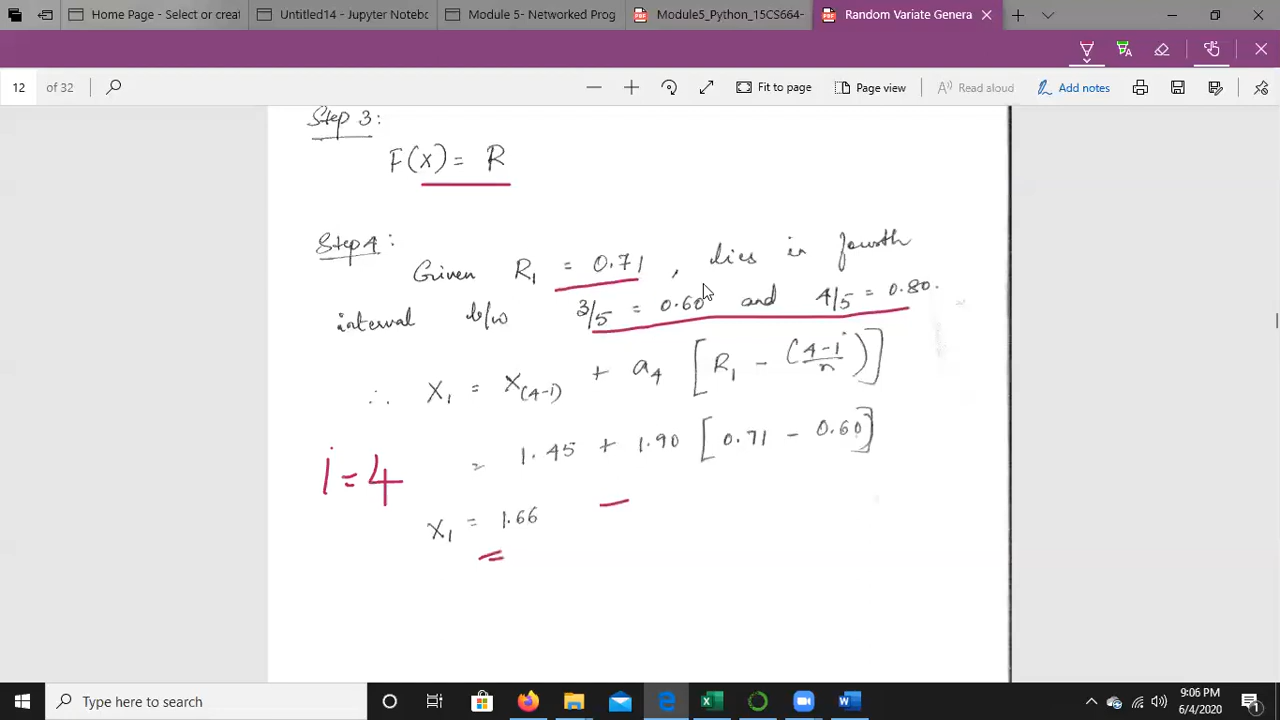 Home Page - Select or creat
Untitled14 - Jupyter Notebo
Module 5- Networked Prog
Module5_Python_15CS664-
Random Variate Genera
12 of 32
Fit to page
Page view
Read aloud
Add notes
Step 3:
F(x) = R
Step 4:
Given R1 = 0.71, lies in fourth
interval b/w 3/5 = 0.60 and 4/5 = 0.80.
∴ X1 = X(4-1) + a4 [R1 - (4-1/n)]
= 1.45 + 1.90 [0.71 - 0.60]
i=4
X1 = 1.66
Type here to search
9:06 PM
6/4/2020